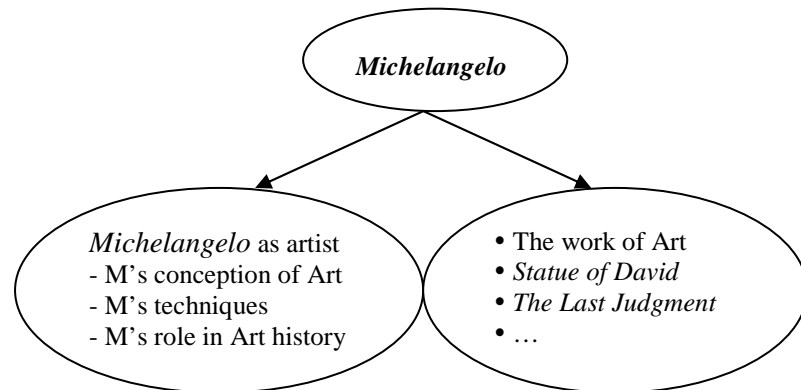 Michelangelo
Michelangelo as artist
- M’s conception of Art
- M’s techniques
- M’s role in Art history
• The work of Art
• Statue of David
• The Last Judgment
• …